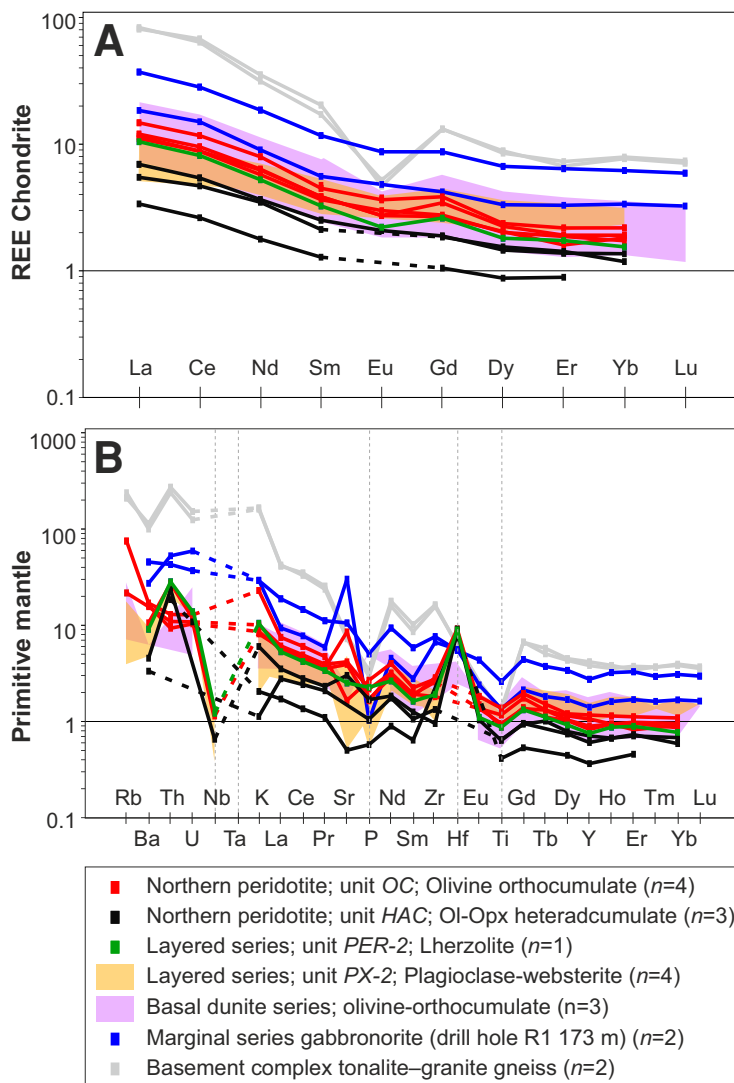 100
A
10
REE Chondrite
1
La Ce Nd Sm Eu Gd Dy Er Yb Lu
0.1
1000
B
100
Primitive mantle
10
1
Rb Th Nb K Ce Sr Nd Zr Eu Gd Dy Ho Tm Lu
0.1
Ba U Ta La Pr P Sm Hf Ti Tb Y Er Yb
Northern peridotite; unit OC; Olivine orthocumulate (n=4)
Northern peridotite; unit HAC; Ol-Opx heteradcumulate (n=3)
Layered series; unit PER-2; Lherzolite (n=1)
Layered series; unit PX-2; Plagioclase-websterite (n=4)
Basal dunite series; olivine-orthocumulate (n=3)
Marginal series gabbronorite (drill hole R1 173 m) (n=2)
Basement complex tonalite–granite gneiss (n=2)